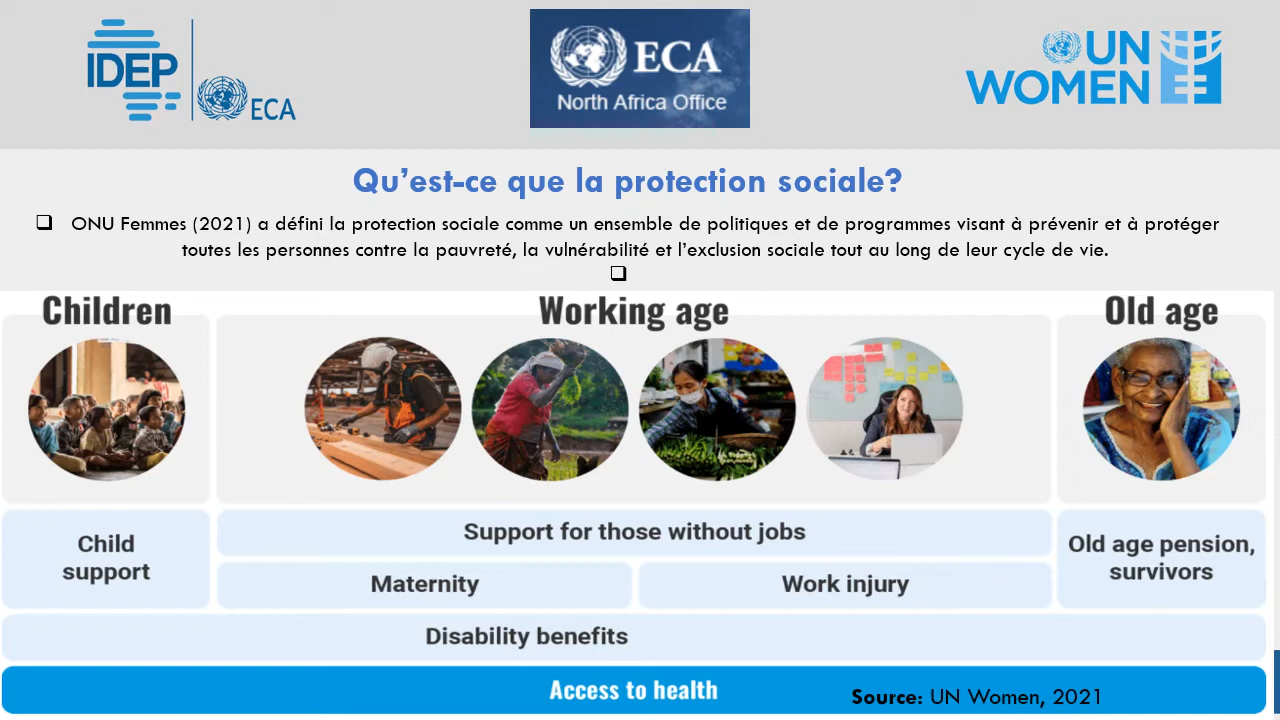 IDEP
ECA
ECA
North Africa Office
UN
WOMEN
Qu’est-ce que la protection sociale?
❑ ONU Femmes (2021) a défini la protection sociale comme un ensemble de politiques et de programmes visant à prévenir et à protéger
toutes les personnes contre la pauvreté, la vulnérabilité et l’exclusion sociale tout au long de leur cycle de vie.
❑
Children
Working age
Old age
Child
support
Support for those without jobs
Maternity
Work injury
Old age pension,
survivors
Disability benefits
Access to health
Source: UN Women, 2021